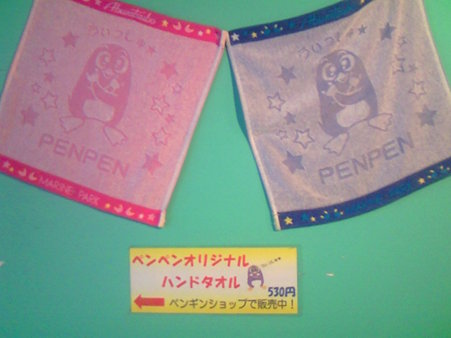 ういっしゅ
PENPEN
MARINE PARK
ういっしゅ
PENPEN
ペンペンオリジナル
ハンドタオル
530円
ペンギンショップで販売中！